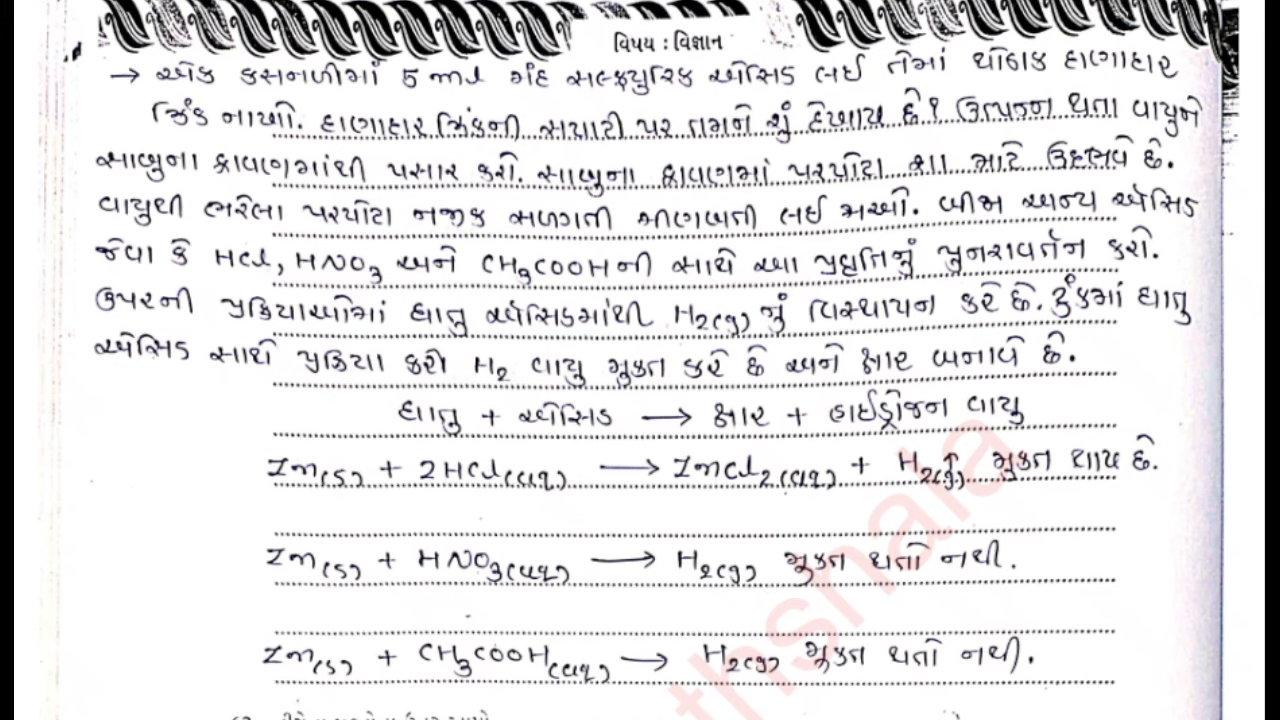 વિષય : વિજ્ઞાન
→ એક કસનળીમાં 5 ml મંદ સલ્ફ્યુરિક એસિડ લઈ તેમાં થોડાક દાણાદાર
ઝિંક નાખો. દાણાદાર ઝિંકની સપાટી પર તમને શું દેખાય છે? ઉત્પન્ન થતા વાયુને
સાબુના દ્રાવણમાંથી પસાર કરો. સાબુના દ્રાવણમાં પરપોટા શા માટે ઉદ્ભવે છે.
વાયુથી ભરેલા પરપોટા નજીક સળગતી મીણબત્તી લઈ જાઓ. બીજા અન્ય એસિડ
જેવા કે HCl, HNO₃ અને CH₃COOH ની સાથે આ પ્રવૃત્તિનું પુનરાવર્તન કરો.
ઉપરની પ્રક્રિયાઓમાં ધાતુ એસિડમાંથી H₂(g) નું વિસ્થાપન કરે છે. ટુંકમાં ધાતુ
એસિડ સાથે પ્રક્રિયા કરી H₂ વાયુ મુક્ત કરે છે અને ક્ષાર બનાવે છે.
ધાતુ + એસિડ → ક્ષાર + હાઈડ્રોજન વાયુ
Zn(s) + 2HCl(aq) → ZnCl₂(aq) + H₂(g)↑ મુક્ત થાય છે.
Zn(s) + HNO₃(aq) → H₂(g) મુક્ત થતો નથી.
Zn(s) + CH₃COOH(aq) → H₂(g) મુક્ત થતો નથી.
thshala